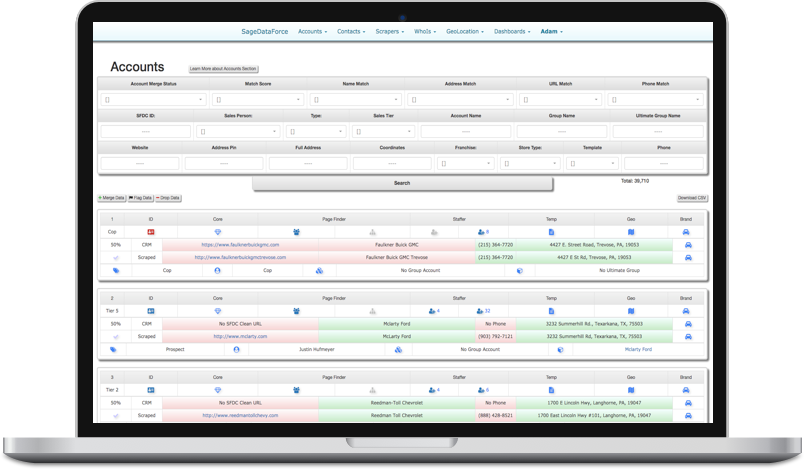 SageDataForce Accounts Contacts Scrapers WhoIs GeoLocation Dashboards Adam
Accounts Learn More about Accounts Section
Account Merge Status Match Score Name Match Address Match URL Match Phone Match
SFDC ID: Sales Person: Type: Sales Tier Account Name Group Name Ultimate Group Name
---- ---- ---- ----
Website Address Pin Full Address Coordinates Franchise: Store Type: Template Phone
---- ---- ---- ---- ----
Search Total: 39,710
Merge Data Flag Data Drop Data Download CSV
1 ID Core Page Finder Staffer Temp Geo Brand
Cop 8
50% CRM https://www.faulknerbuickgmc.com Faulkner Buick GMC (215) 364-7720 4427 E. Street Road, Trevose, PA, 19053
Scraped http://www.faulknerbuickgmctrevose.com Faulkner Buick GMC Trevose (215) 364-7720 4427 E St Rd, Trevose, PA, 19053
Cop Cop No Group Account No Ultimate Group
2 ID Core Page Finder Staffer Temp Geo Brand
Tier 5 4 32
50% CRM No SFDC Clean URL Mclarty Ford No Phone 3232 Summerhill Rd, Texarkana, TX, 75503
Scraped http://www.mclarty.com McLarty Ford (903) 792-7121 3232 Summerhill Rd, Texarkana, TX, 75503
Prospect Justin Hufmeyer No Group Account Mclarty Ford
3 ID Core Page Finder Staffer Temp Geo Brand
Tier 2 4 6
50% CRM No SFDC Clean URL Reedman-Toll Chevrolet No Phone 1700 E Lincoln Hwy, Langhorne, PA, 19047
Scraped http://www.reedmantollchevy.com Reedman Toll Chevrolet (888) 428-8521 1700 East Lincoln Hwy #101, Langhorne, PA, 19047